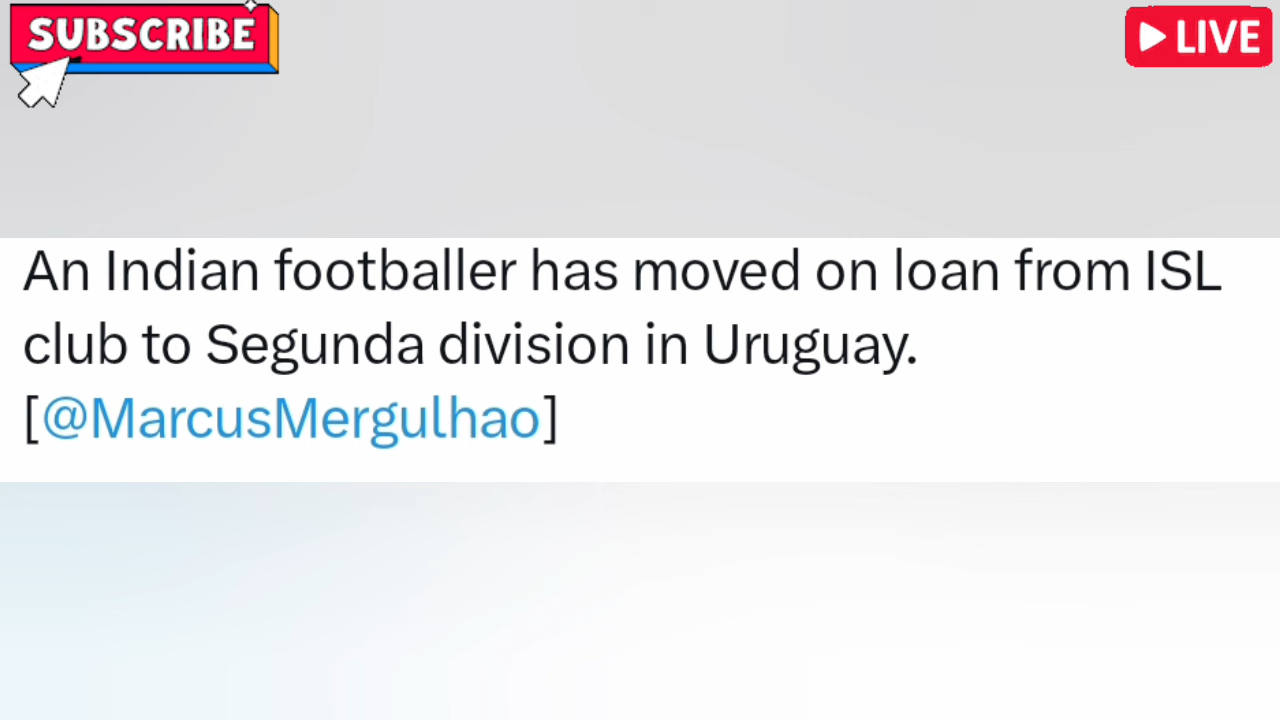 SUBSCRIBE
LIVE
An Indian footballer has moved on loan from ISL
club to Segunda division in Uruguay.
[@MarcusMergulhao]